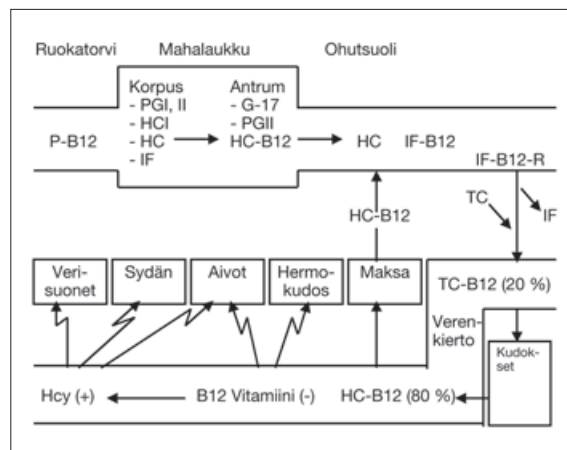 Ruokatorvi Mahalaukku Ohutsuoli
Korpus
- PGI, II
- HCl
- HC
- IF
Antrum
- G-17
- PGII
HC-B12
P-B12
HC
IF-B12
IF-B12-R
TC
IF
HC-B12
Veri-
suonet
Sydän
Aivot
Hermo-
kudos
Maksa
TC-B12 (20 %)
Veren-
kierto
Kudok-
set
Hcy (+)
B12 Vitamiini (-)
HC-B12 (80 %)